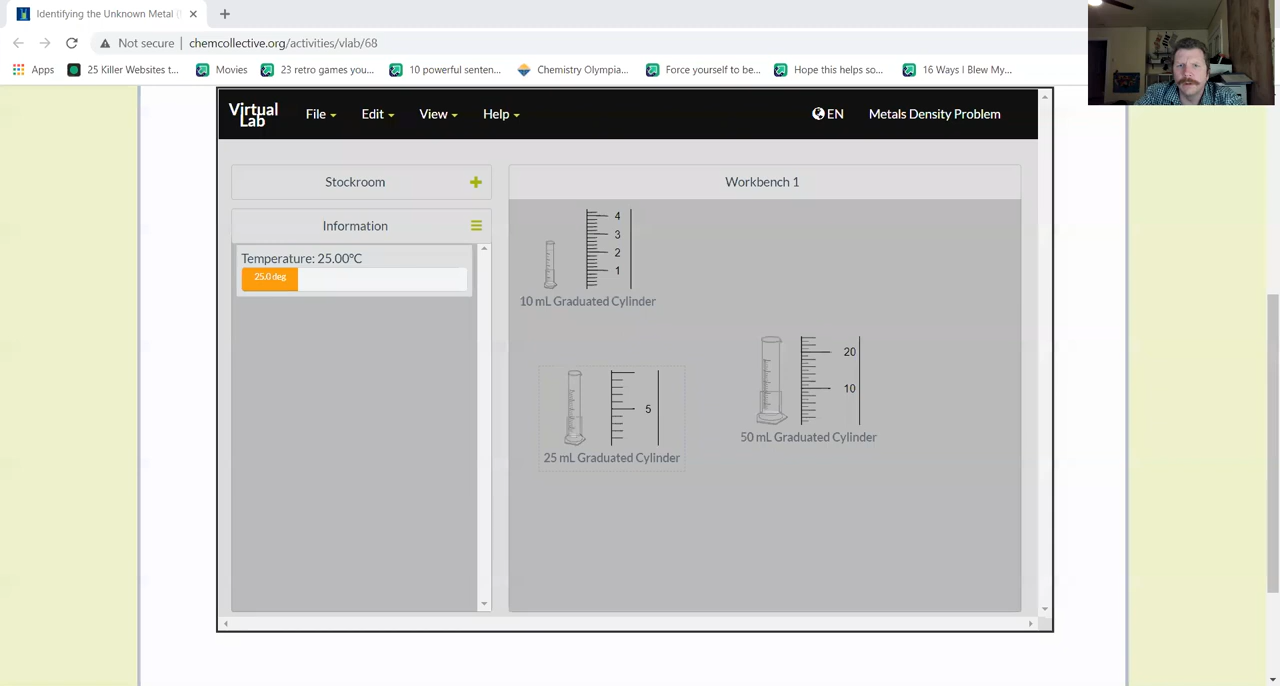 Identifying the Unknown Metal (
Not secure
chemcollective.org/activities/vlab/68
Apps
25 Killer Websites t...
Movies
23 retro games you...
10 powerful senten...
Chemistry Olympia...
Force yourself to be...
Hope this helps so...
16 Ways I Blew My...
Virtual Lab
File
Edit
View
Help
EN
Metals Density Problem
Stockroom
Workbench 1
Information
Temperature: 25.00°C
25.0 deg
4
3
2
1
10 mL Graduated Cylinder
5
25 mL Graduated Cylinder
20
10
50 mL Graduated Cylinder